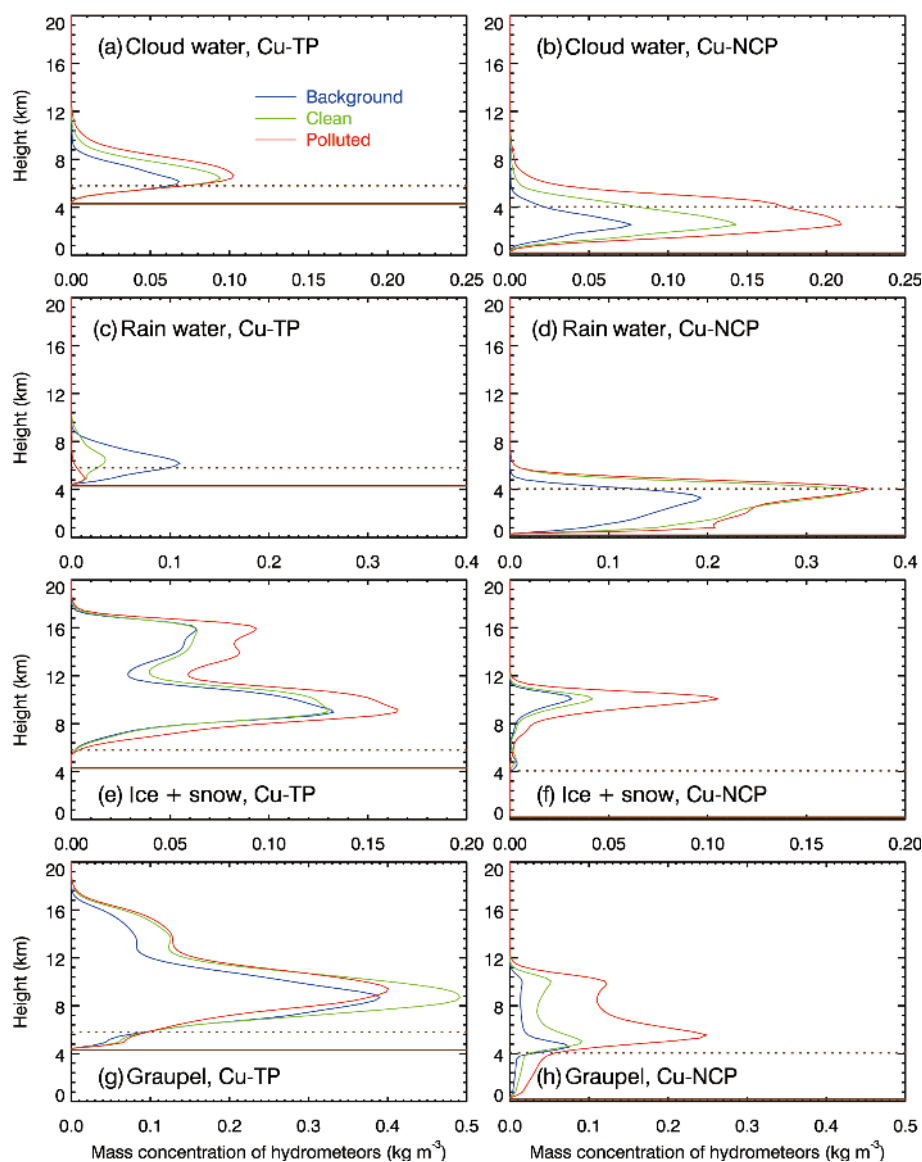 (a) Cloud water, Cu-TP
Background
Clean
Polluted
Height (km)
20
16
12
8
4
0
0.00 0.05 0.10 0.15 0.20 0.25
(b) Cloud water, Cu-NCP
Height (km)
20
16
12
8
4
0
0.00 0.05 0.10 0.15 0.20 0.25
(c) Rain water, Cu-TP
Height (km)
20
16
12
8
4
0
0.0 0.1 0.2 0.3 0.4
(d) Rain water, Cu-NCP
Height (km)
20
16
12
8
4
0
0.0 0.1 0.2 0.3 0.4
(e) Ice + snow, Cu-TP
Height (km)
20
16
12
8
4
0
0.00 0.05 0.10 0.15 0.20
(f) Ice + snow, Cu-NCP
Height (km)
20
16
12
8
4
0
0.00 0.05 0.10 0.15 0.20
(g) Graupel, Cu-TP
Height (km)
20
16
12
8
4
0
0.0 0.1 0.2 0.3 0.4 0.5
Mass concentration of hydrometeors (kg m⁻³)
(h) Graupel, Cu-NCP
Height (km)
20
16
12
8
4
0
0.0 0.1 0.2 0.3 0.4 0.5
Mass concentration of hydrometeors (kg m⁻³)